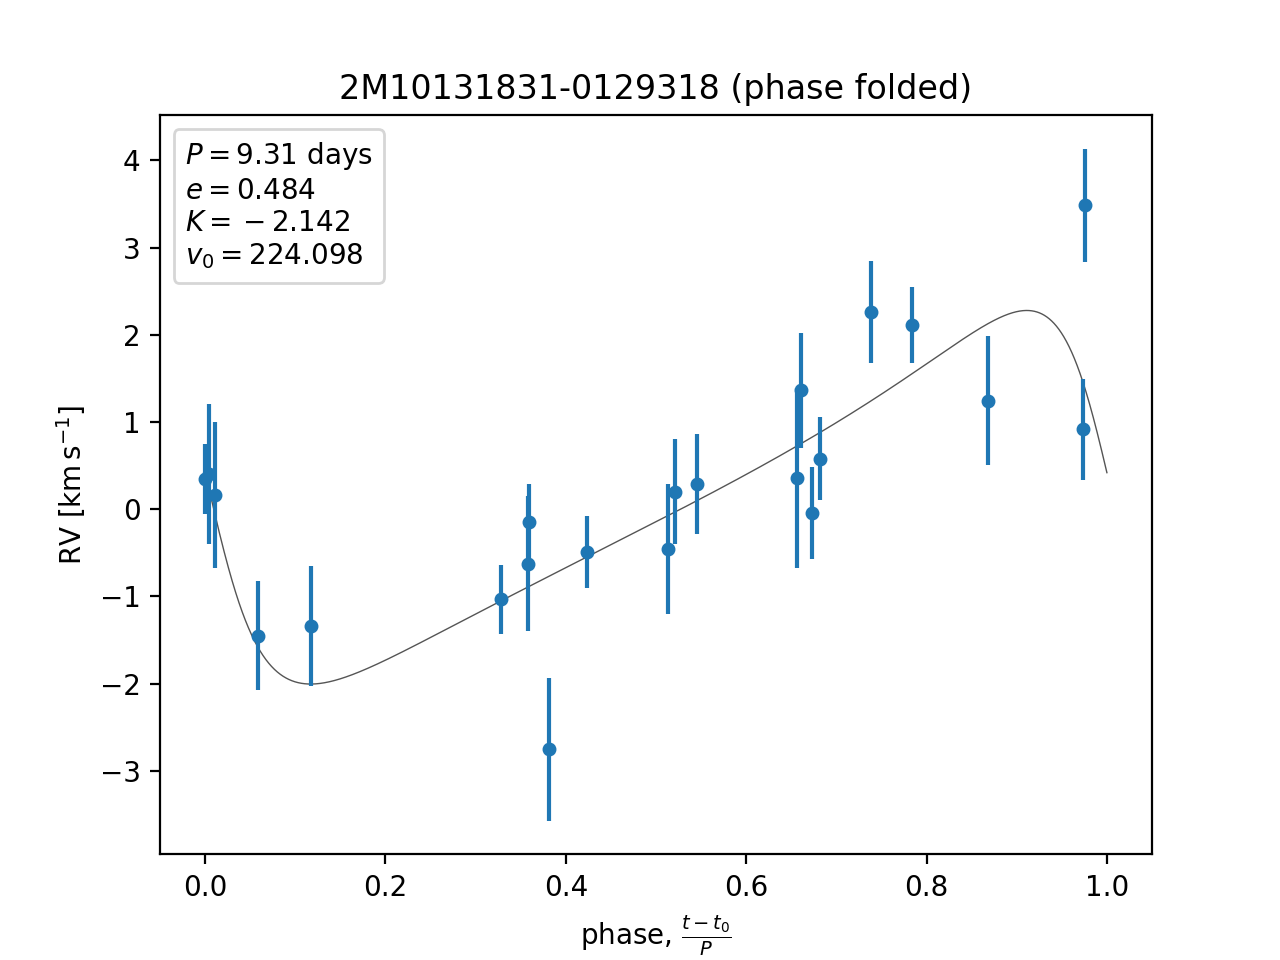 2M10131831-0129318 (phase folded)
P = 9.31 days
e = 0.484
K = −2.142
v₀ = 224.098
4
3
2
1
0
−1
−2
−3
RV [km s⁻¹]
0.0 0.2 0.4 0.6 0.8 1.0
phase, (t − t₀)/P